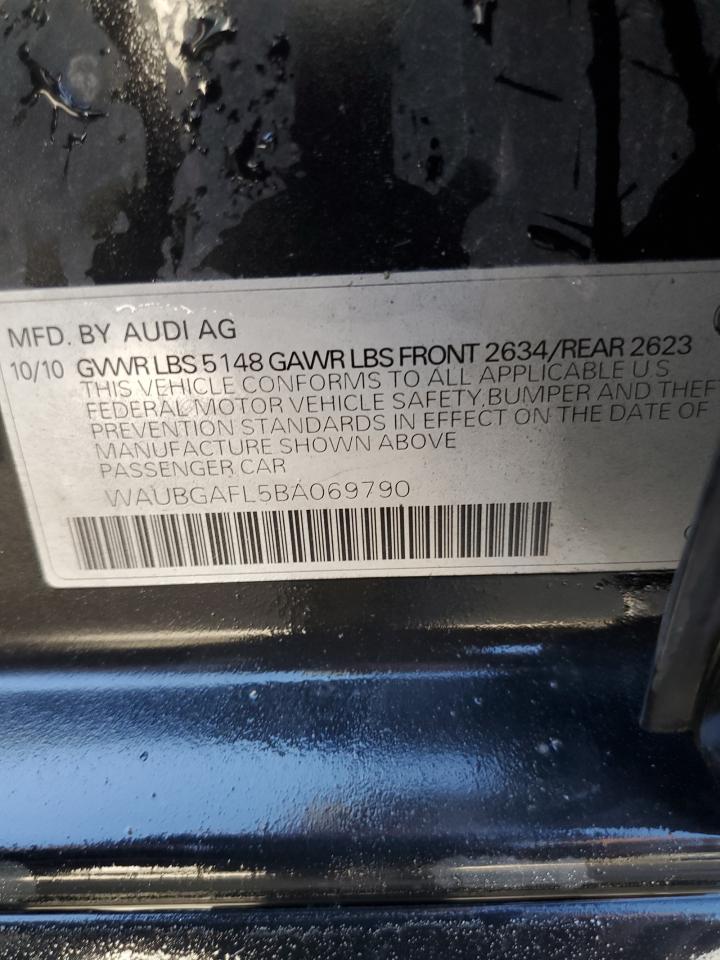 MFD. BY AUDI AG
10/10 GVWR LBS 5148 GAWR LBS FRONT 2634/REAR 2623
THIS VEHICLE CONFORMS TO ALL APPLICABLE U S
FEDERAL MOTOR VEHICLE SAFETY, BUMPER AND THEF
PREVENTION STANDARDS IN EFFECT ON THE DATE OF
MANUFACTURE SHOWN ABOVE
PASSENGER CAR
WAUBGAFL5BA069790